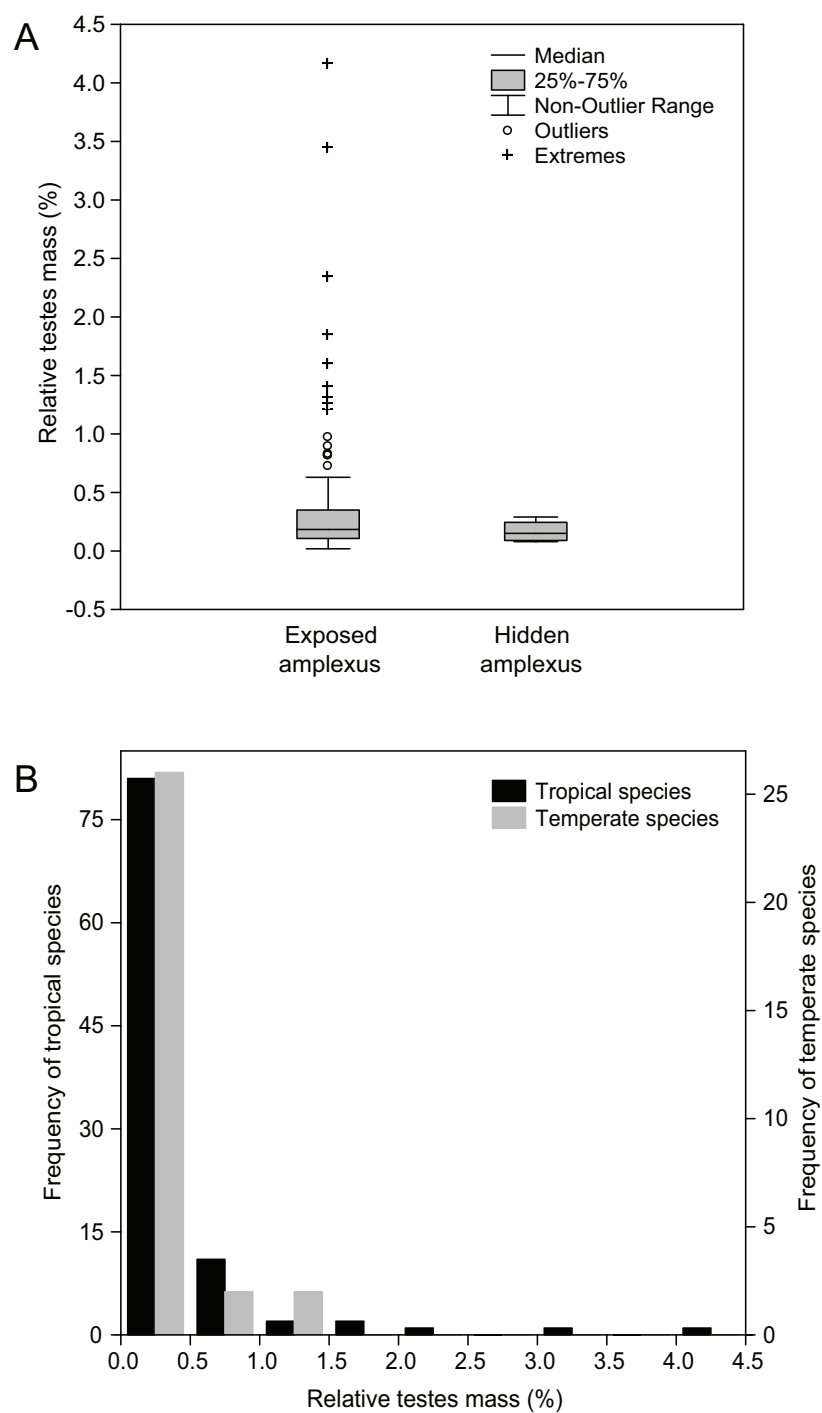 A
4.5
4.0
3.5
3.0
2.5
2.0
1.5
1.0
0.5
0.0
-0.5
Relative testes mass (%)
Median
25%-75%
Non-Outlier Range
Outliers
Extremes
Exposed
amplexus
Hidden
amplexus
B
75
60
45
30
15
0
Frequency of tropical species
Tropical species
Temperate species
25
20
15
10
5
0
Frequency of temperate species
0.0 0.5 1.0 1.5 2.0 2.5 3.0 3.5 4.0 4.5
Relative testes mass (%)